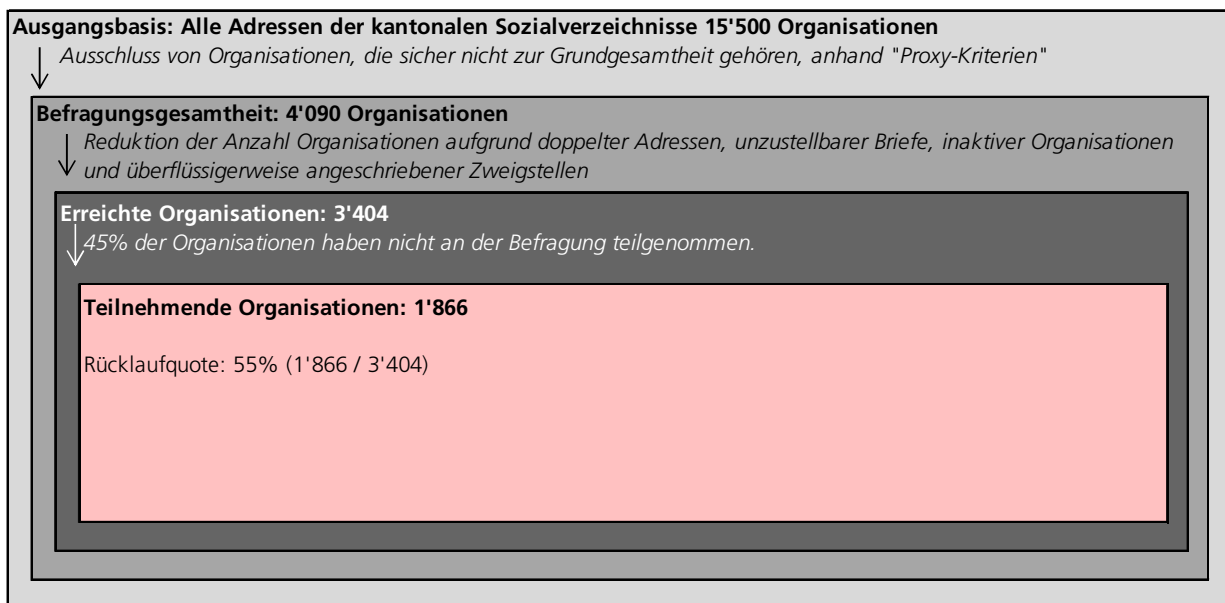 Ausgangsbasis: Alle Adressen der kantonalen Sozialverzeichnisse 15'500 Organisationen
Ausschluss von Organisationen, die sicher nicht zur Grundgesamtheit gehören, anhand "Proxy-Kriterien"
Befragungsgesamtheit: 4'090 Organisationen
Reduktion der Anzahl Organisationen aufgrund doppelter Adressen, unzustellbarer Briefe, inaktiver Organisationen
und überflüssigerweise angeschriebener Zweigstellen
Erreichte Organisationen: 3'404
45% der Organisationen haben nicht an der Befragung teilgenommen.
Teilnehmende Organisationen: 1'866
Rücklaufquote: 55% (1'866 / 3'404)